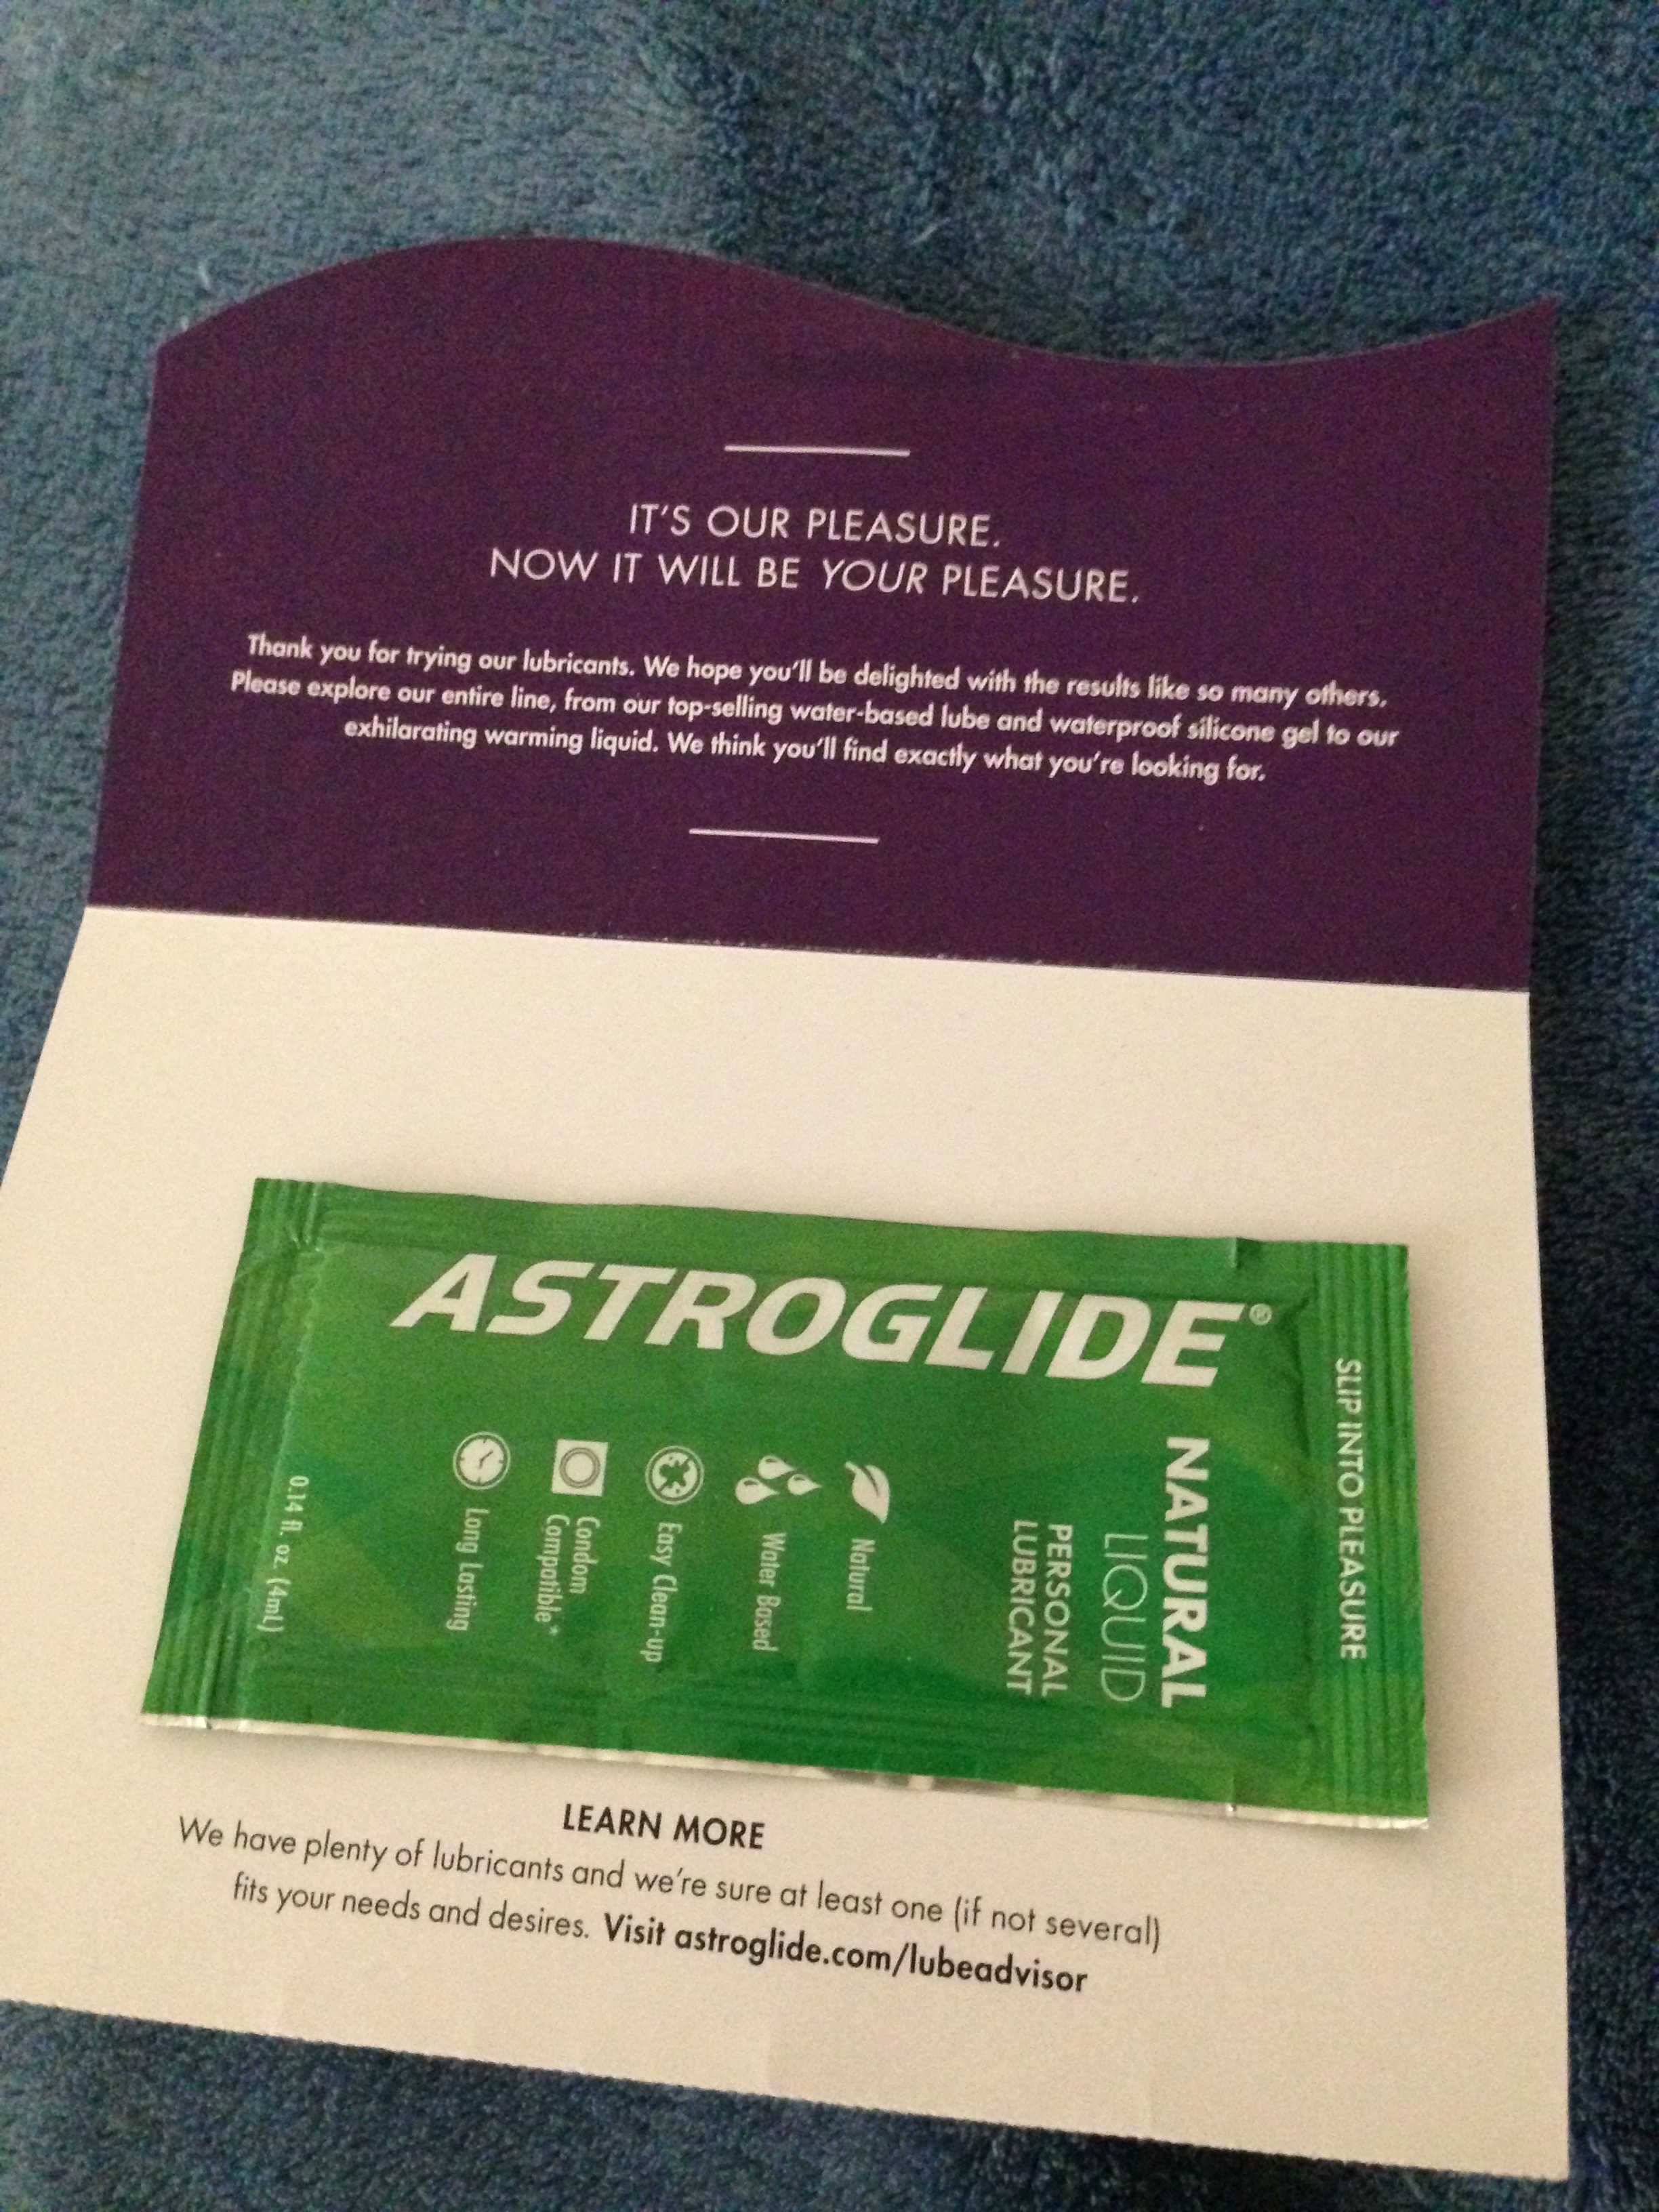 IT'S OUR PLEASURE.
NOW IT WILL BE YOUR PLEASURE.
Thank you for trying our lubricants. We hope you'll be delighted with the results like so many others.
Please explore our entire line, from our top-selling water-based lube and waterproof silicone gel to our
exhilarating warming liquid. We think you'll find exactly what you're looking for.
SLIP INTO PLEASURE
ASTROGLIDE®
NATURAL
LIQUID
PERSONAL
LUBRICANT
Natural
Water Based
Easy Clean-up
Condom
Compatible*
Long Lasting
0.14 fl. oz. (4mL)
LEARN MORE
We have plenty of lubricants and we're sure at least one (if not several)
fits your needs and desires. Visit astroglide.com/lubeadvisor